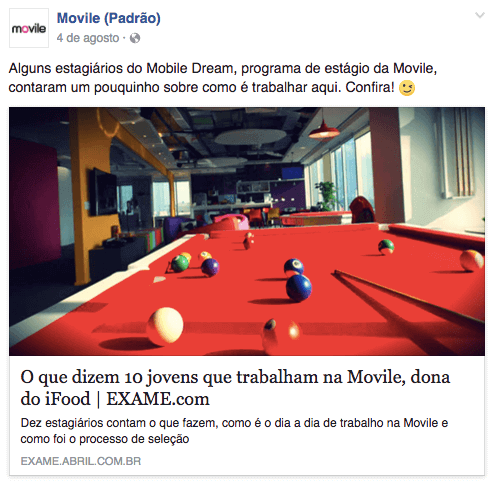 movile
Movile (Padrão)
4 de agosto ·
Alguns estagiários do Mobile Dream, programa de estágio da Movile,
contaram um pouquinho sobre como é trabalhar aqui. Confira! 😉
O que dizem 10 jovens que trabalham na Movile, dona
do iFood | EXAME.com
Dez estagiários contam o que fazem, como é o dia a dia de trabalho na Movile e
como foi o processo de seleção
EXAME.ABRIL.COM.BR